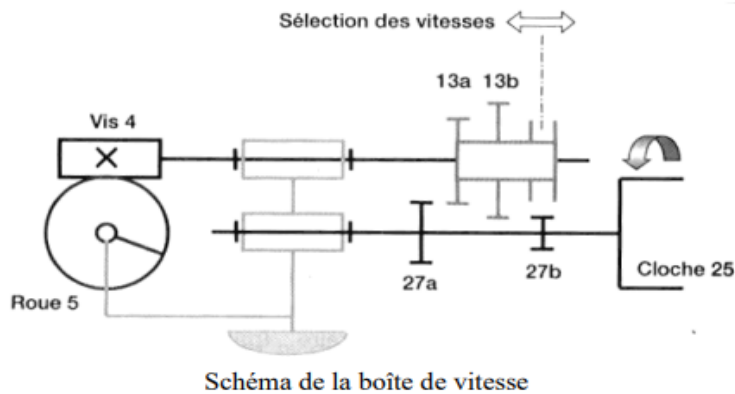 Sélection des vitesses
13a 13b
Vis 4
27a
27b
Cloche 25
Roue 5
Schéma de la boîte de vitesse